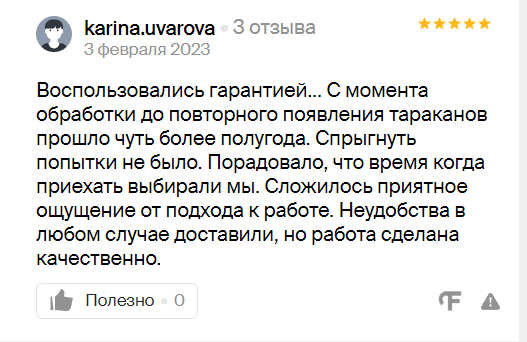 karina.uvarova • 3 отзыва
3 февраля 2023
Воспользовались гарантией... С момента
обработки до повторного появления тараканов
прошло чуть более полугода. Спрыгнуть
попытки не было. Порадовало, что время когда
приехать выбирали мы. Сложилось приятное
ощущение от подхода к работе. Неудобства в
любом случае доставили, но работа сделана
качественно.
Полезно • 0